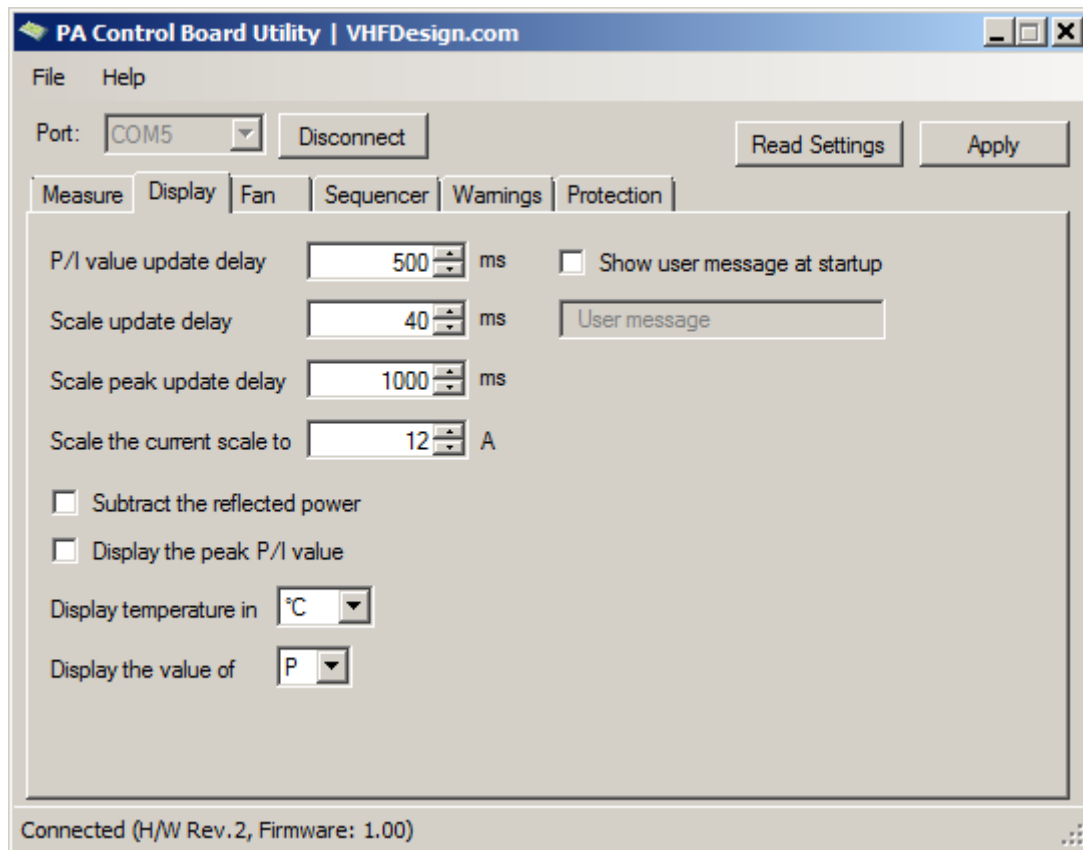 PA Control Board Utility | VHFDesign.com
File Help
Port: COM5 Disconnect Read Settings Apply
Measure Display Fan Sequencer Warnings Protection
P/I value update delay 500 ms Show user message at startup
Scale update delay 40 ms User message
Scale peak update delay 1000 ms
Scale the current scale to 12 A
Subtract the reflected power
Display the peak P/I value
Display temperature in °C
Display the value of P
Connected (H/W Rev.2, Firmware: 1.00)